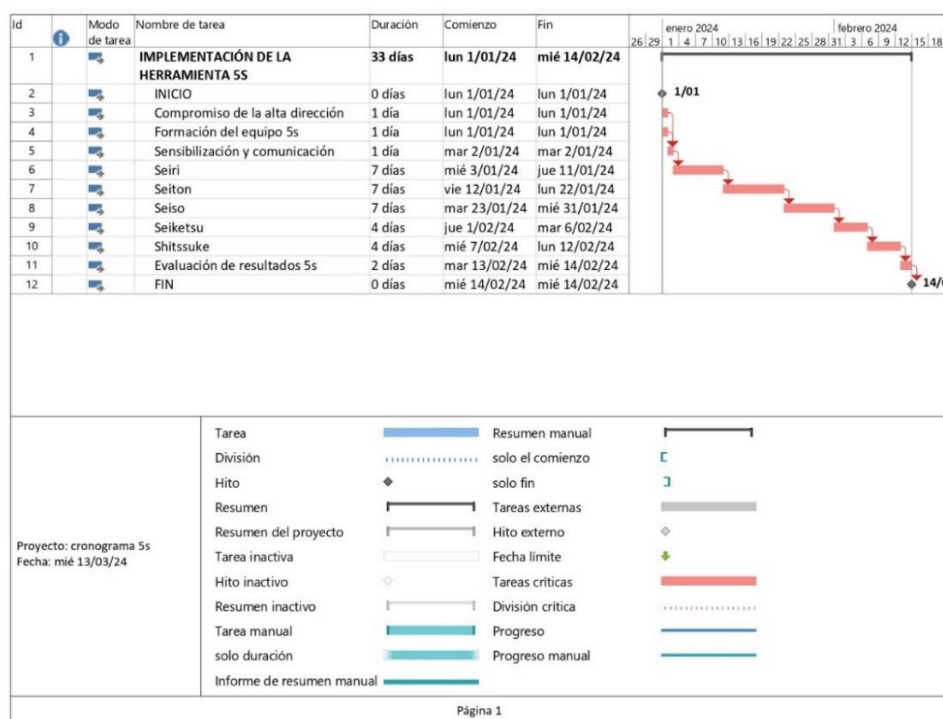 Id Modo de tarea Nombre de tarea Duración Comienzo Fin
enero 2024 febrero 2024
26 29 1 4 7 10 13 16 19 22 25 28 31 3 6 9 12 15 18
1 IMPLEMENTACIÓN DE LA HERRAMIENTA 5S 33 días lun 1/01/24 mié 14/02/24
2 INICIO 0 días lun 1/01/24 lun 1/01/24 1/01
3 Compromiso de la alta dirección 1 día lun 1/01/24 lun 1/01/24
4 Formación del equipo 5s 1 día lun 1/01/24 lun 1/01/24
5 Sensibilización y comunicación 1 día mar 2/01/24 mar 2/01/24
6 Seiri 7 días mié 3/01/24 jue 11/01/24
7 Seiton 7 días vie 12/01/24 lun 22/01/24
8 Seiso 7 días mar 23/01/24 mié 31/01/24
9 Seiketsu 4 días jue 1/02/24 mar 6/02/24
10 Shitssuke 4 días mié 7/02/24 lun 12/02/24
11 Evaluación de resultados 5s 2 días mar 13/02/24 mié 14/02/24
12 FIN 0 días mié 14/02/24 mié 14/02/24 14/0
Proyecto: cronograma 5s
Fecha: mié 13/03/24
Tarea
División
Hito
Resumen
Resumen del proyecto
Tarea inactiva
Hito inactivo
Resumen inactivo
Tarea manual
solo duración
Informe de resumen manual
Resumen manual
solo el comienzo
solo fin
Tareas externas
Hito externo
Fecha límite
Tareas críticas
División crítica
Progreso
Progreso manual
Página 1